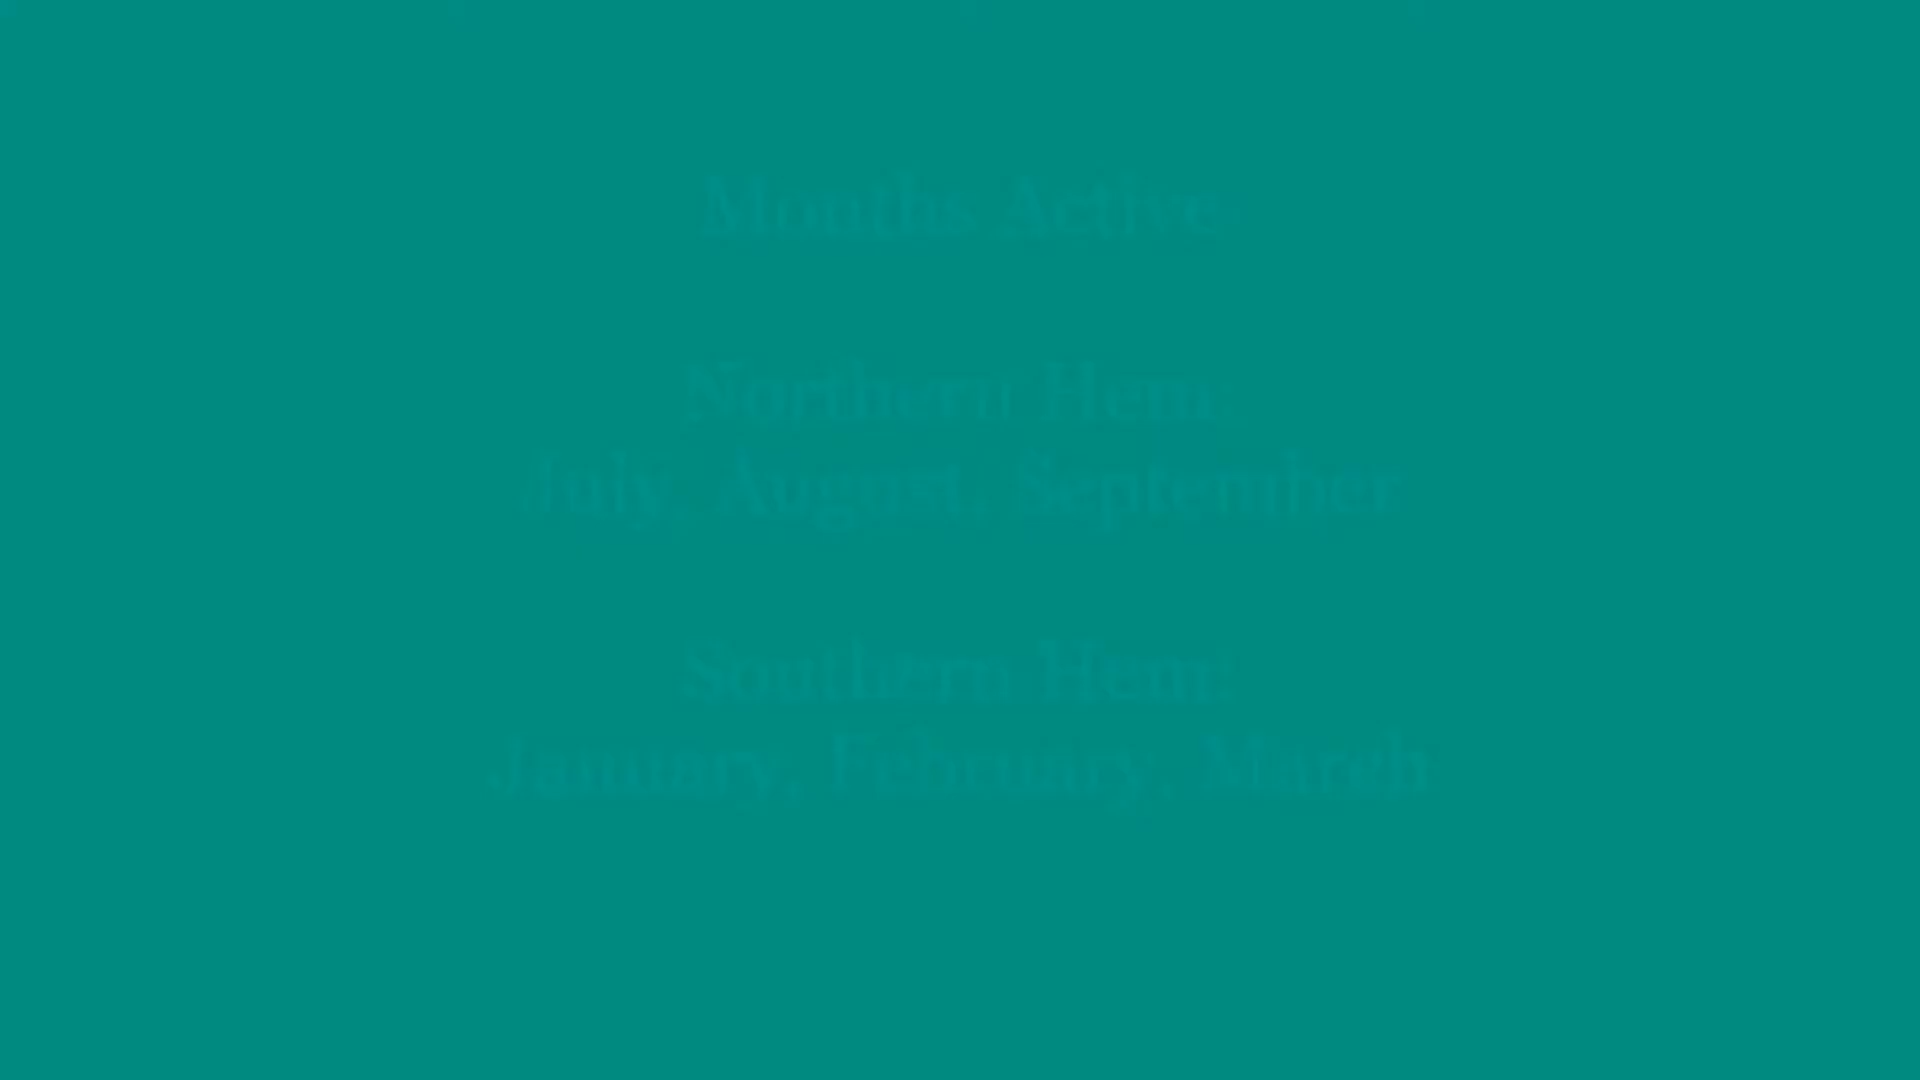 Months Active
Northern Hem:
July, August, September
Southern Hem:
January, February, March